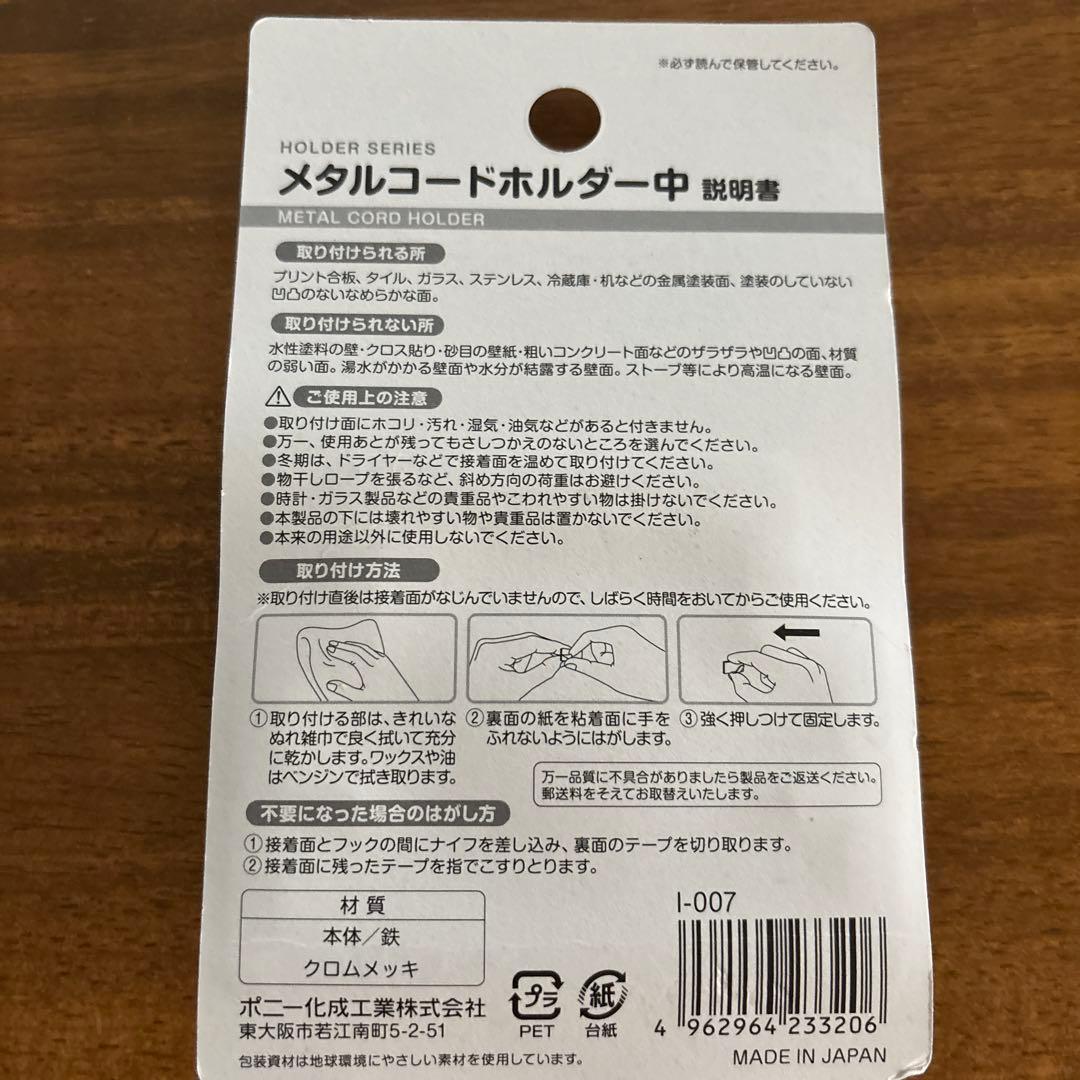 ※必ず読んで保管してください。
HOLDER SERIES
メタルコードホルダー中 説明書
METAL CORD HOLDER
取り付けられる所
プリント合板、タイル、ガラス、ステンレス、冷蔵庫・机などの金属塗装面、塗装のしていない
凹凸のないなめらかな面。
取り付けられない所
水性塗料の壁・クロス貼り・砂目の壁紙・粗いコンクリート面などのザラザラや凹凸の面、材質
の弱い面。湯水がかかる壁面や水分が結露する壁面。ストーブ等により高温になる壁面。
ご使用上の注意
●取り付け面にホコリ・汚れ・湿気・油気などがあると付きません。
●万一、使用あとが残ってもさしつかえのないところを選んでください。
●冬期は、ドライヤーなどで接着面を温めて取り付けてください。
●物干しロープを張るなど、斜め方向の荷重はお避けください。
●時計・ガラス製品などの貴重品やこわれやすい物は掛けないでください。
●本製品の下には壊れやすい物や貴重品は置かないでください。
●本来の用途以外に使用しないでください。
取り付け方法
※取り付け直後は接着面がなじんでいませんので、しばらく時間をおいてからご使用ください。
①取り付ける部は、きれいな
ぬれ雑巾で良く拭いて充分
に乾かします。ワックスや油
はベンジンで拭き取ります。
②裏面の紙を粘着面に手を
ふれないようにはがします。
③強く押しつけて固定します。
万一品質に不具合がありましたら製品をご返送ください。
郵送料をそえてお取替えいたします。
不要になった場合のはがし方
①接着面とフックの間にナイフを差し込み、裏面のテープを切り取ります。
②接着面に残ったテープを指でこすりとります。
材質
本体／鉄
クロムメッキ
ポニー化成工業株式会社
東大阪市若江南町5-2-51
包装資材は地球環境にやさしい素材を使用しています。
プラ
PET
紙
台紙
I-007
4 962964 233206
MADE IN JAPAN